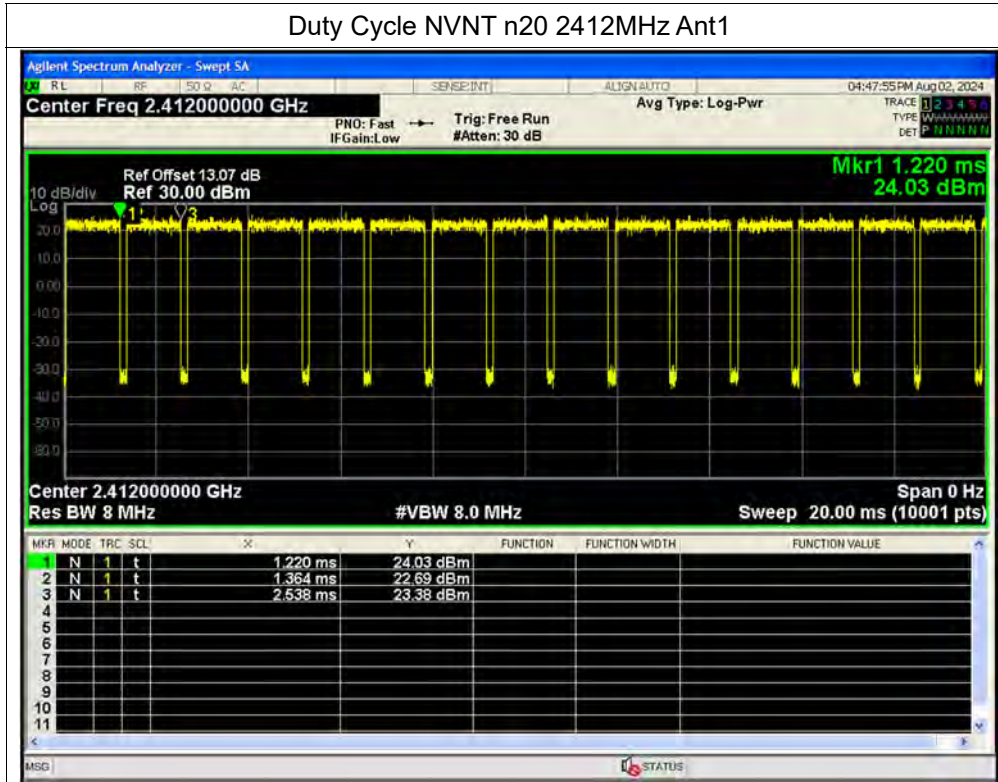 Duty Cycle NVNT n20 2412MHz Ant1
Agilent Spectrum Analyzer - Swept SA
RL RF 50 Ω AC SENSE:INT ALIGN AUTO 04:47:55 PM Aug 02, 2024
Center Freq 2.412000000 GHz Avg Type: Log-Pwr TRACE 1 2 3 4 5 6
PNO: Fast Trig: Free Run TYPE W
IFGain:Low #Atten: 30 dB DET P N N N N N
Mkr1 1.220 ms
Ref Offset 13.07 dB
10 dB/div Ref 30.00 dBm 24.03 dBm
Log
1 3
20.0
10.0
0.00
-10.0
-20.0
-30.0
-40.0
-50.0
-60.0
Center 2.412000000 GHz Span 0 Hz
Res BW 8 MHz #VBW 8.0 MHz Sweep 20.00 ms (10001 pts)
MKR MODE TRC SCL X Y FUNCTION FUNCTION WIDTH FUNCTION VALUE
1 N 1 t 1.220 ms 24.03 dBm
2 N 1 t 1.364 ms 22.69 dBm
3 N 1 t 2.538 ms 23.38 dBm
4
5
6
7
8
9
10
11
MSG STATUS